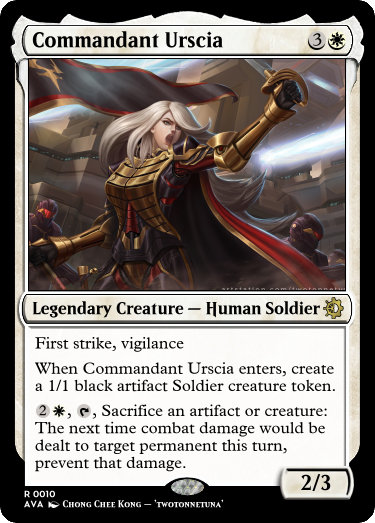 Commandant Urscia 3
Legendary Creature — Human Soldier
First strike, vigilance
When Commandant Urscia enters, create
a 1/1 black artifact Soldier creature token.
2 , , Sacrifice an artifact or creature:
The next time combat damage would be
dealt to target permanent this turn,
prevent that damage.
2/3
R 0010
AVA Chong Chee Kong – 'twotonnetuna'